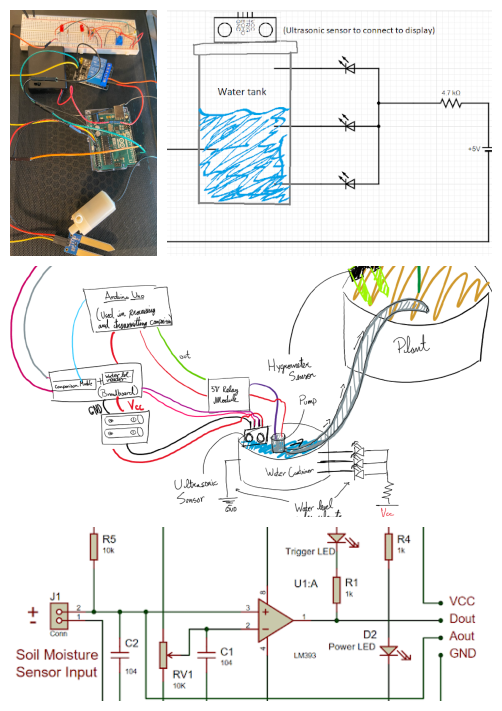 (Ultrasonic sensor to connect to display)
Water tank
4.7 kΩ
+5V
Arduino Uno
(Used in processing
and transmitting
out
Hygrometer
Sensor
5V Relay
Module
Pump
Plant
Comparison Module
Water
(Breadboard)
GND
Vcc
Ultrasonic
Sensor
GND
Water Container
Water level
Vcc
R5
10k
J1
2
1
Conn
Soil Moisture
Sensor Input
C2
104
RV1
10K
C1
104
3
2
8
1
4
U1:A
LM393
Trigger LED
R1
1k
R4
1k
D2
Power LED
VCC
Dout
Aout
GND